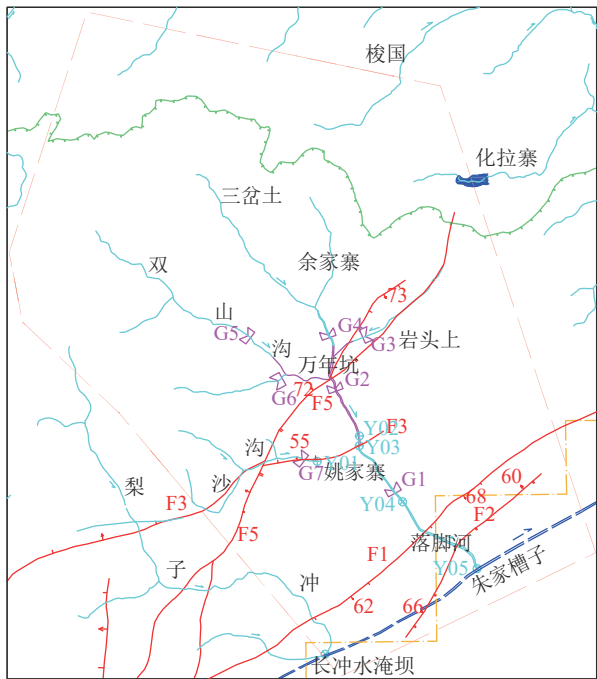 梭国
化拉寨
三岔土
双
余家寨
山
73
G5
G4
G3
沟
岩头上
万年坑
G6
72
G2
F5
Y02
F3
55
沟
Y03
Y01
G7
姚家寨
梨
沙
G1
60
68
F3
Y04
F2
F5
落脚河
F1
Y05
朱家槽子
子
冲
62
66
长冲水淹坝